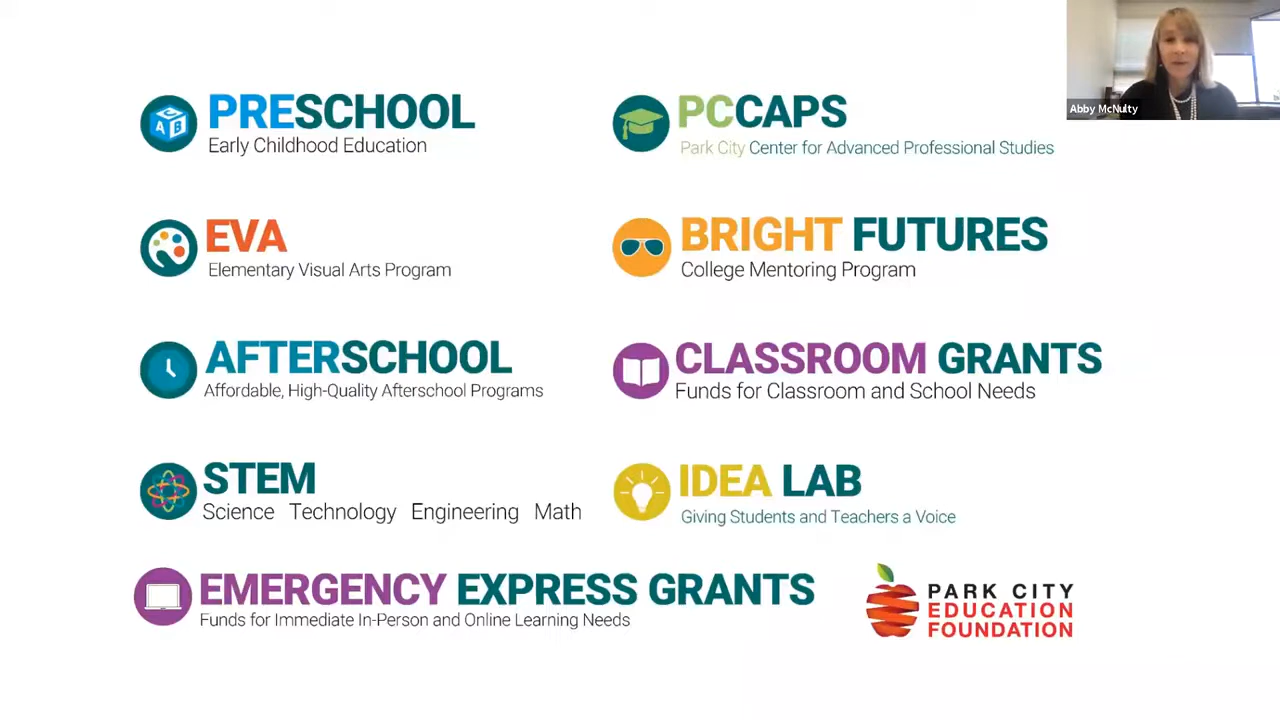 Abby McNulty
PRESCHOOL
Early Childhood Education
PCCAPS
Park City Center for Advanced Professional Studies
EVA
Elementary Visual Arts Program
BRIGHT FUTURES
College Mentoring Program
AFTERSCHOOL
Affordable, High-Quality Afterschool Programs
CLASSROOM GRANTS
Funds for Classroom and School Needs
STEM
Science Technology Engineering Math
IDEA LAB
Giving Students and Teachers a Voice
EMERGENCY EXPRESS GRANTS
Funds for Immediate In-Person and Online Learning Needs
PARK CITY
EDUCATION
FOUNDATION
A B